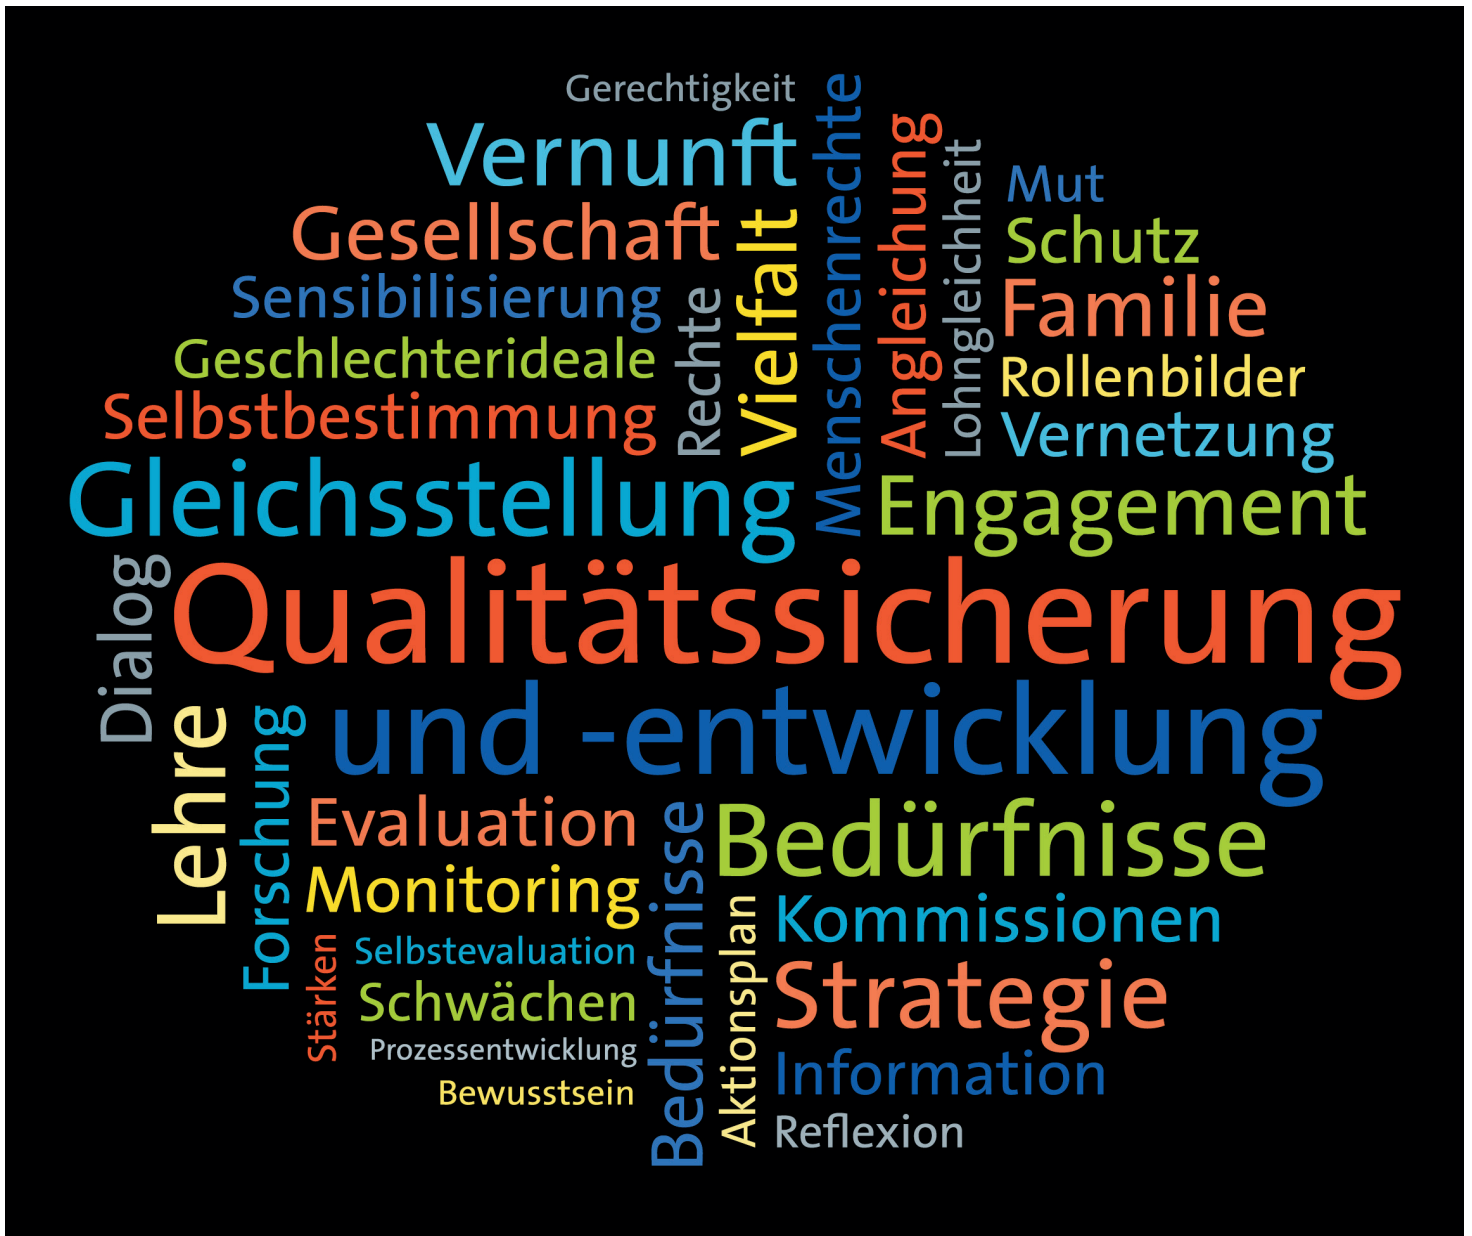 Gerechtigkeit
Vernunft
Gesellschaft
Sensibilisierung
Geschlechterideale
Selbstbestimmung
Rechte
Vielfalt
Menschenrechte
Angleichung
Lohngleichheit
Mut
Schutz
Familie
Rollenbilder
Vernetzung
Gleichsstellung
Engagement
Dialog
Qualitätssicherung
und -entwicklung
Lehre
Forschung
Evaluation
Monitoring
Stärken
Selbstevaluation
Schwächen
Prozessentwicklung
Bewusstsein
Bedürfnisse
Bedürfnisse
Aktionsplan
Kommissionen
Strategie
Information
Reflexion